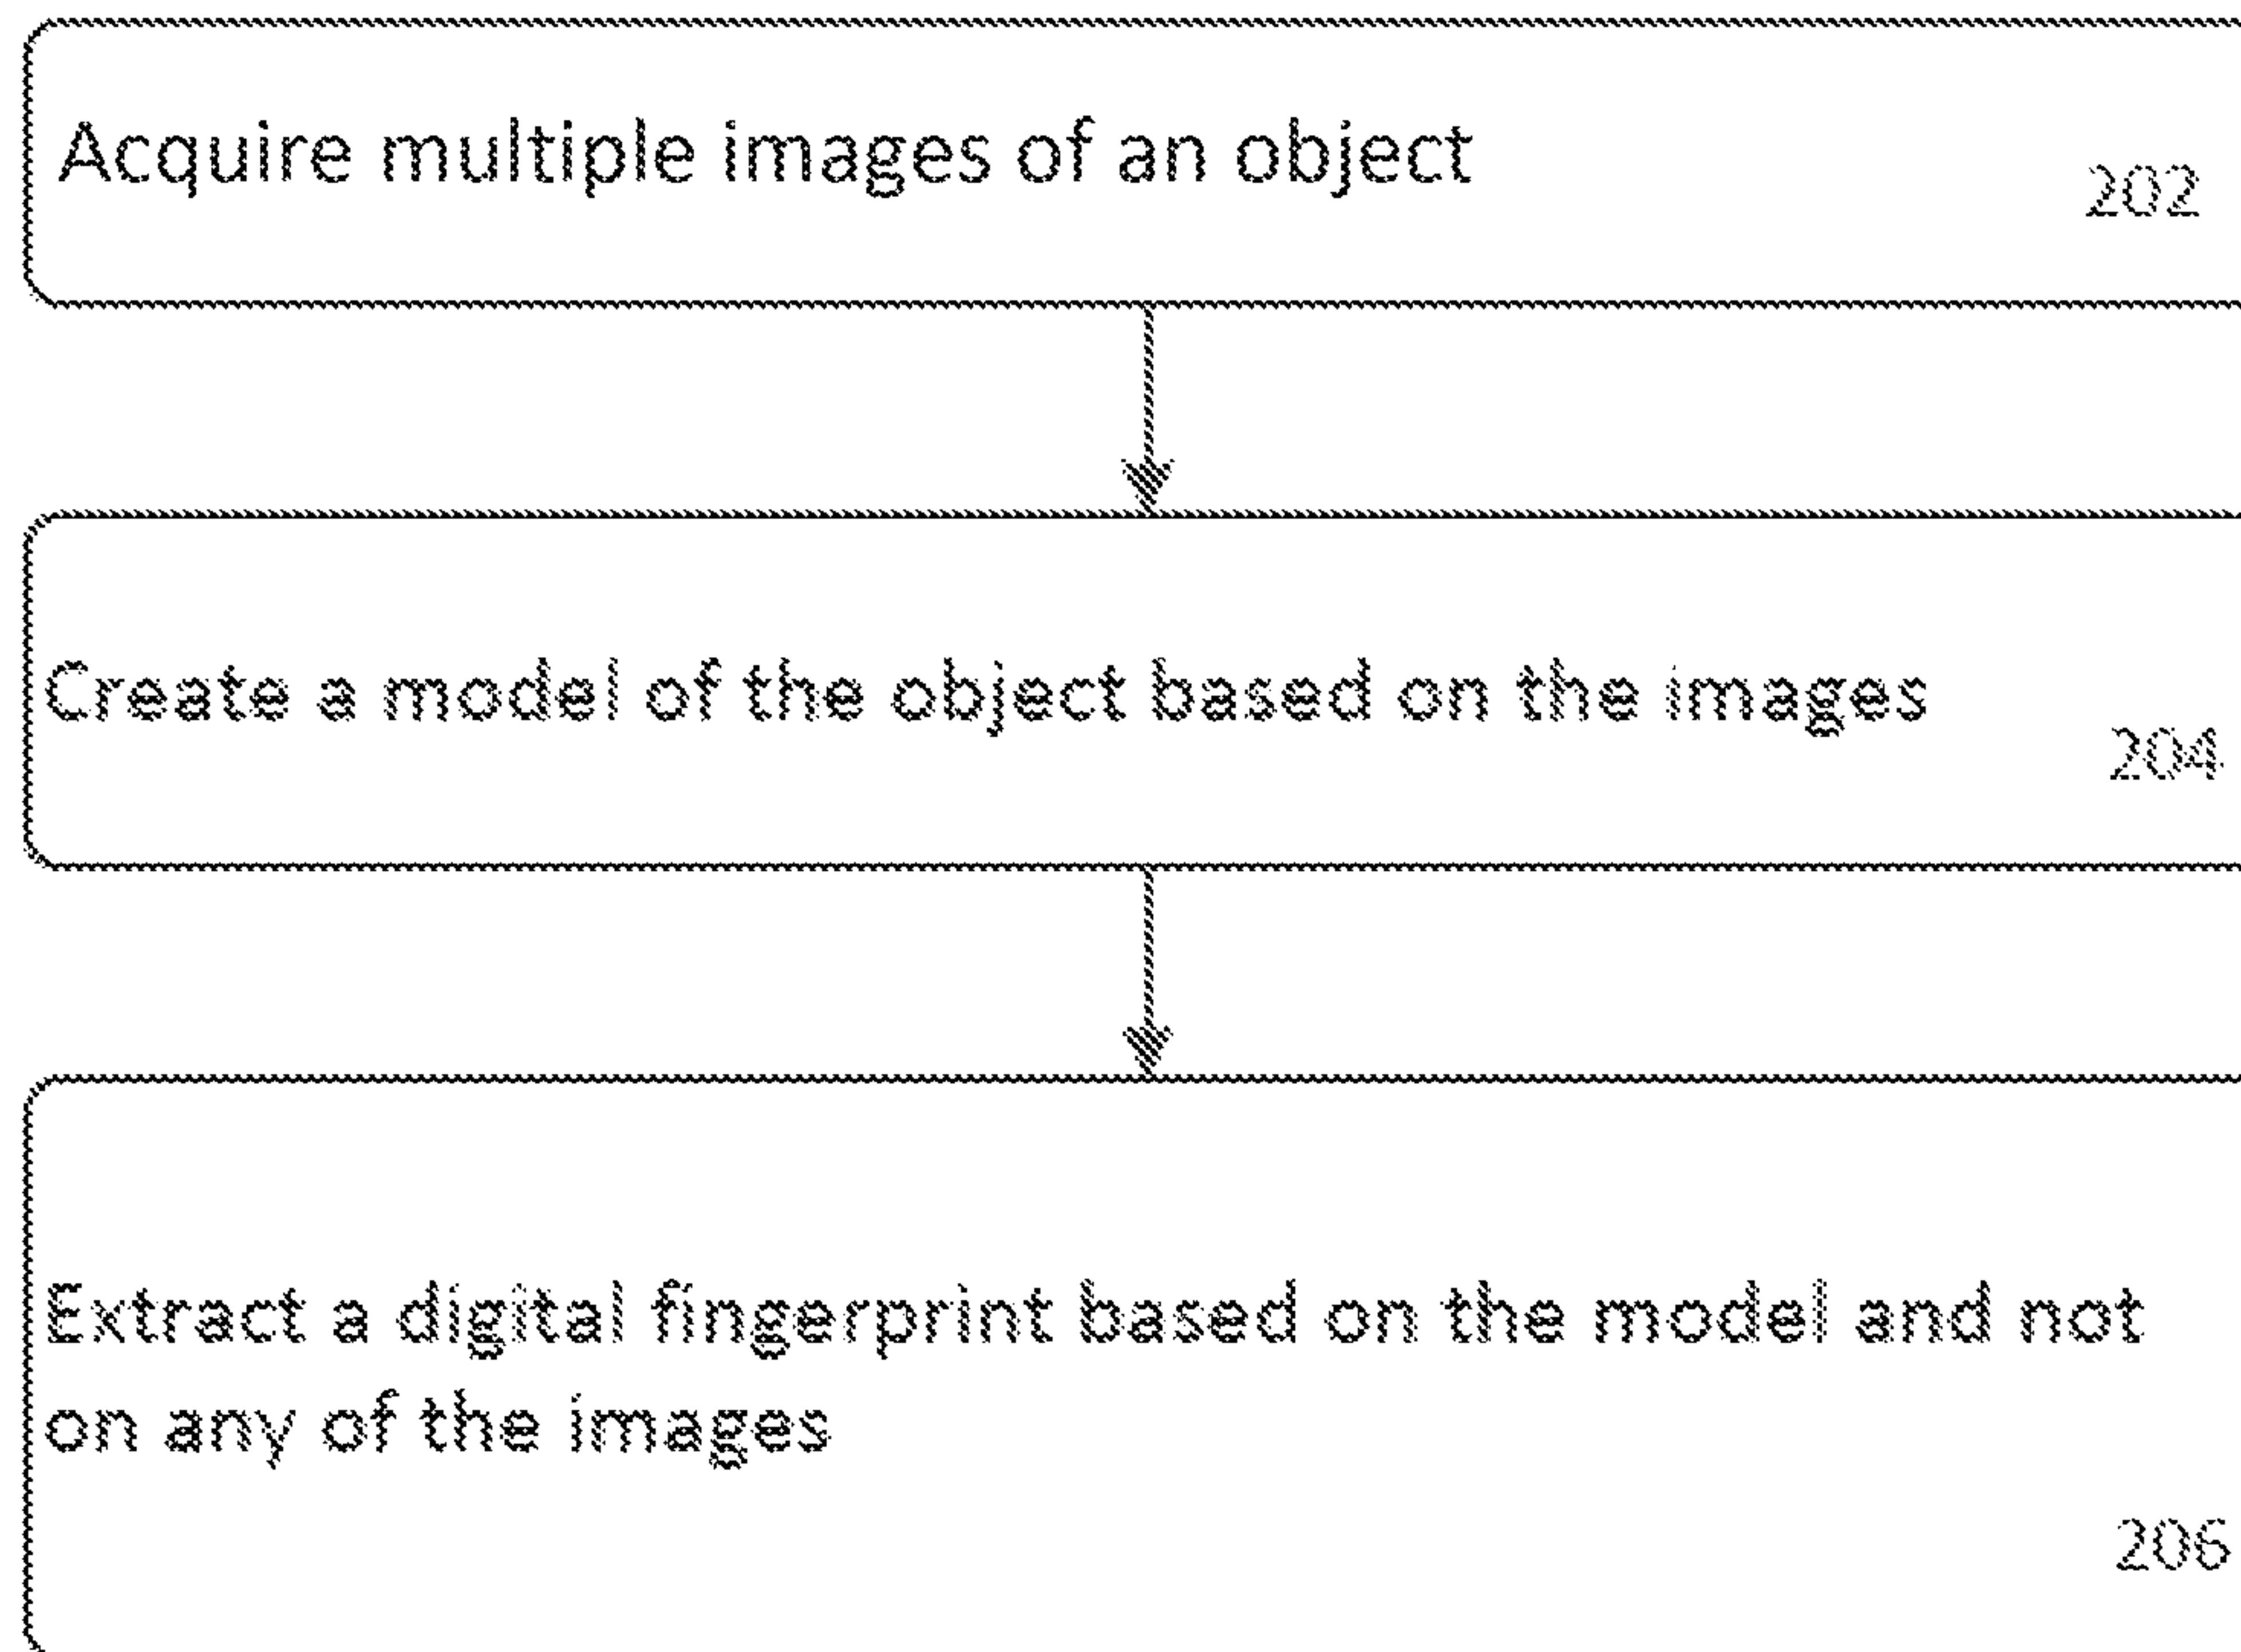 Acquire multiple images of an object
202
Create a model of the object based on the images
204
Extract a digital fingerprint based on the model and not
on any of the images
206